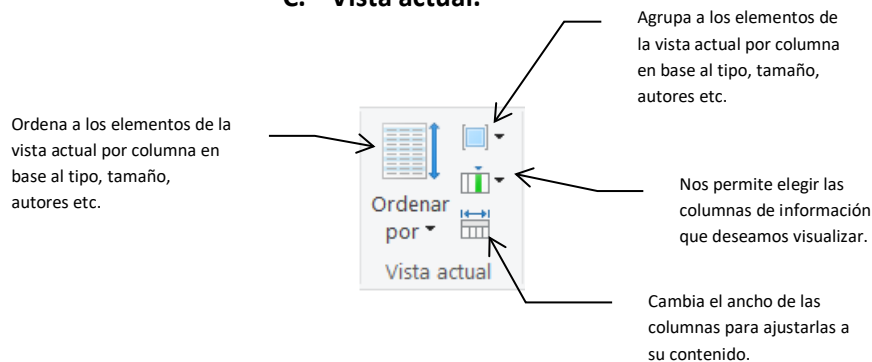 C. Vista actual.
Agrupa a los elementos de
la vista actual por columna
en base al tipo, tamaño,
autores etc.
Ordena a los elementos de la
vista actual por columna en
base al tipo, tamaño,
autores etc.
Ordenar
por
Vista actual
Nos permite elegir las
columnas de información
que deseamos visualizar.
Cambia el ancho de las
columnas para ajustarlas a
su contenido.